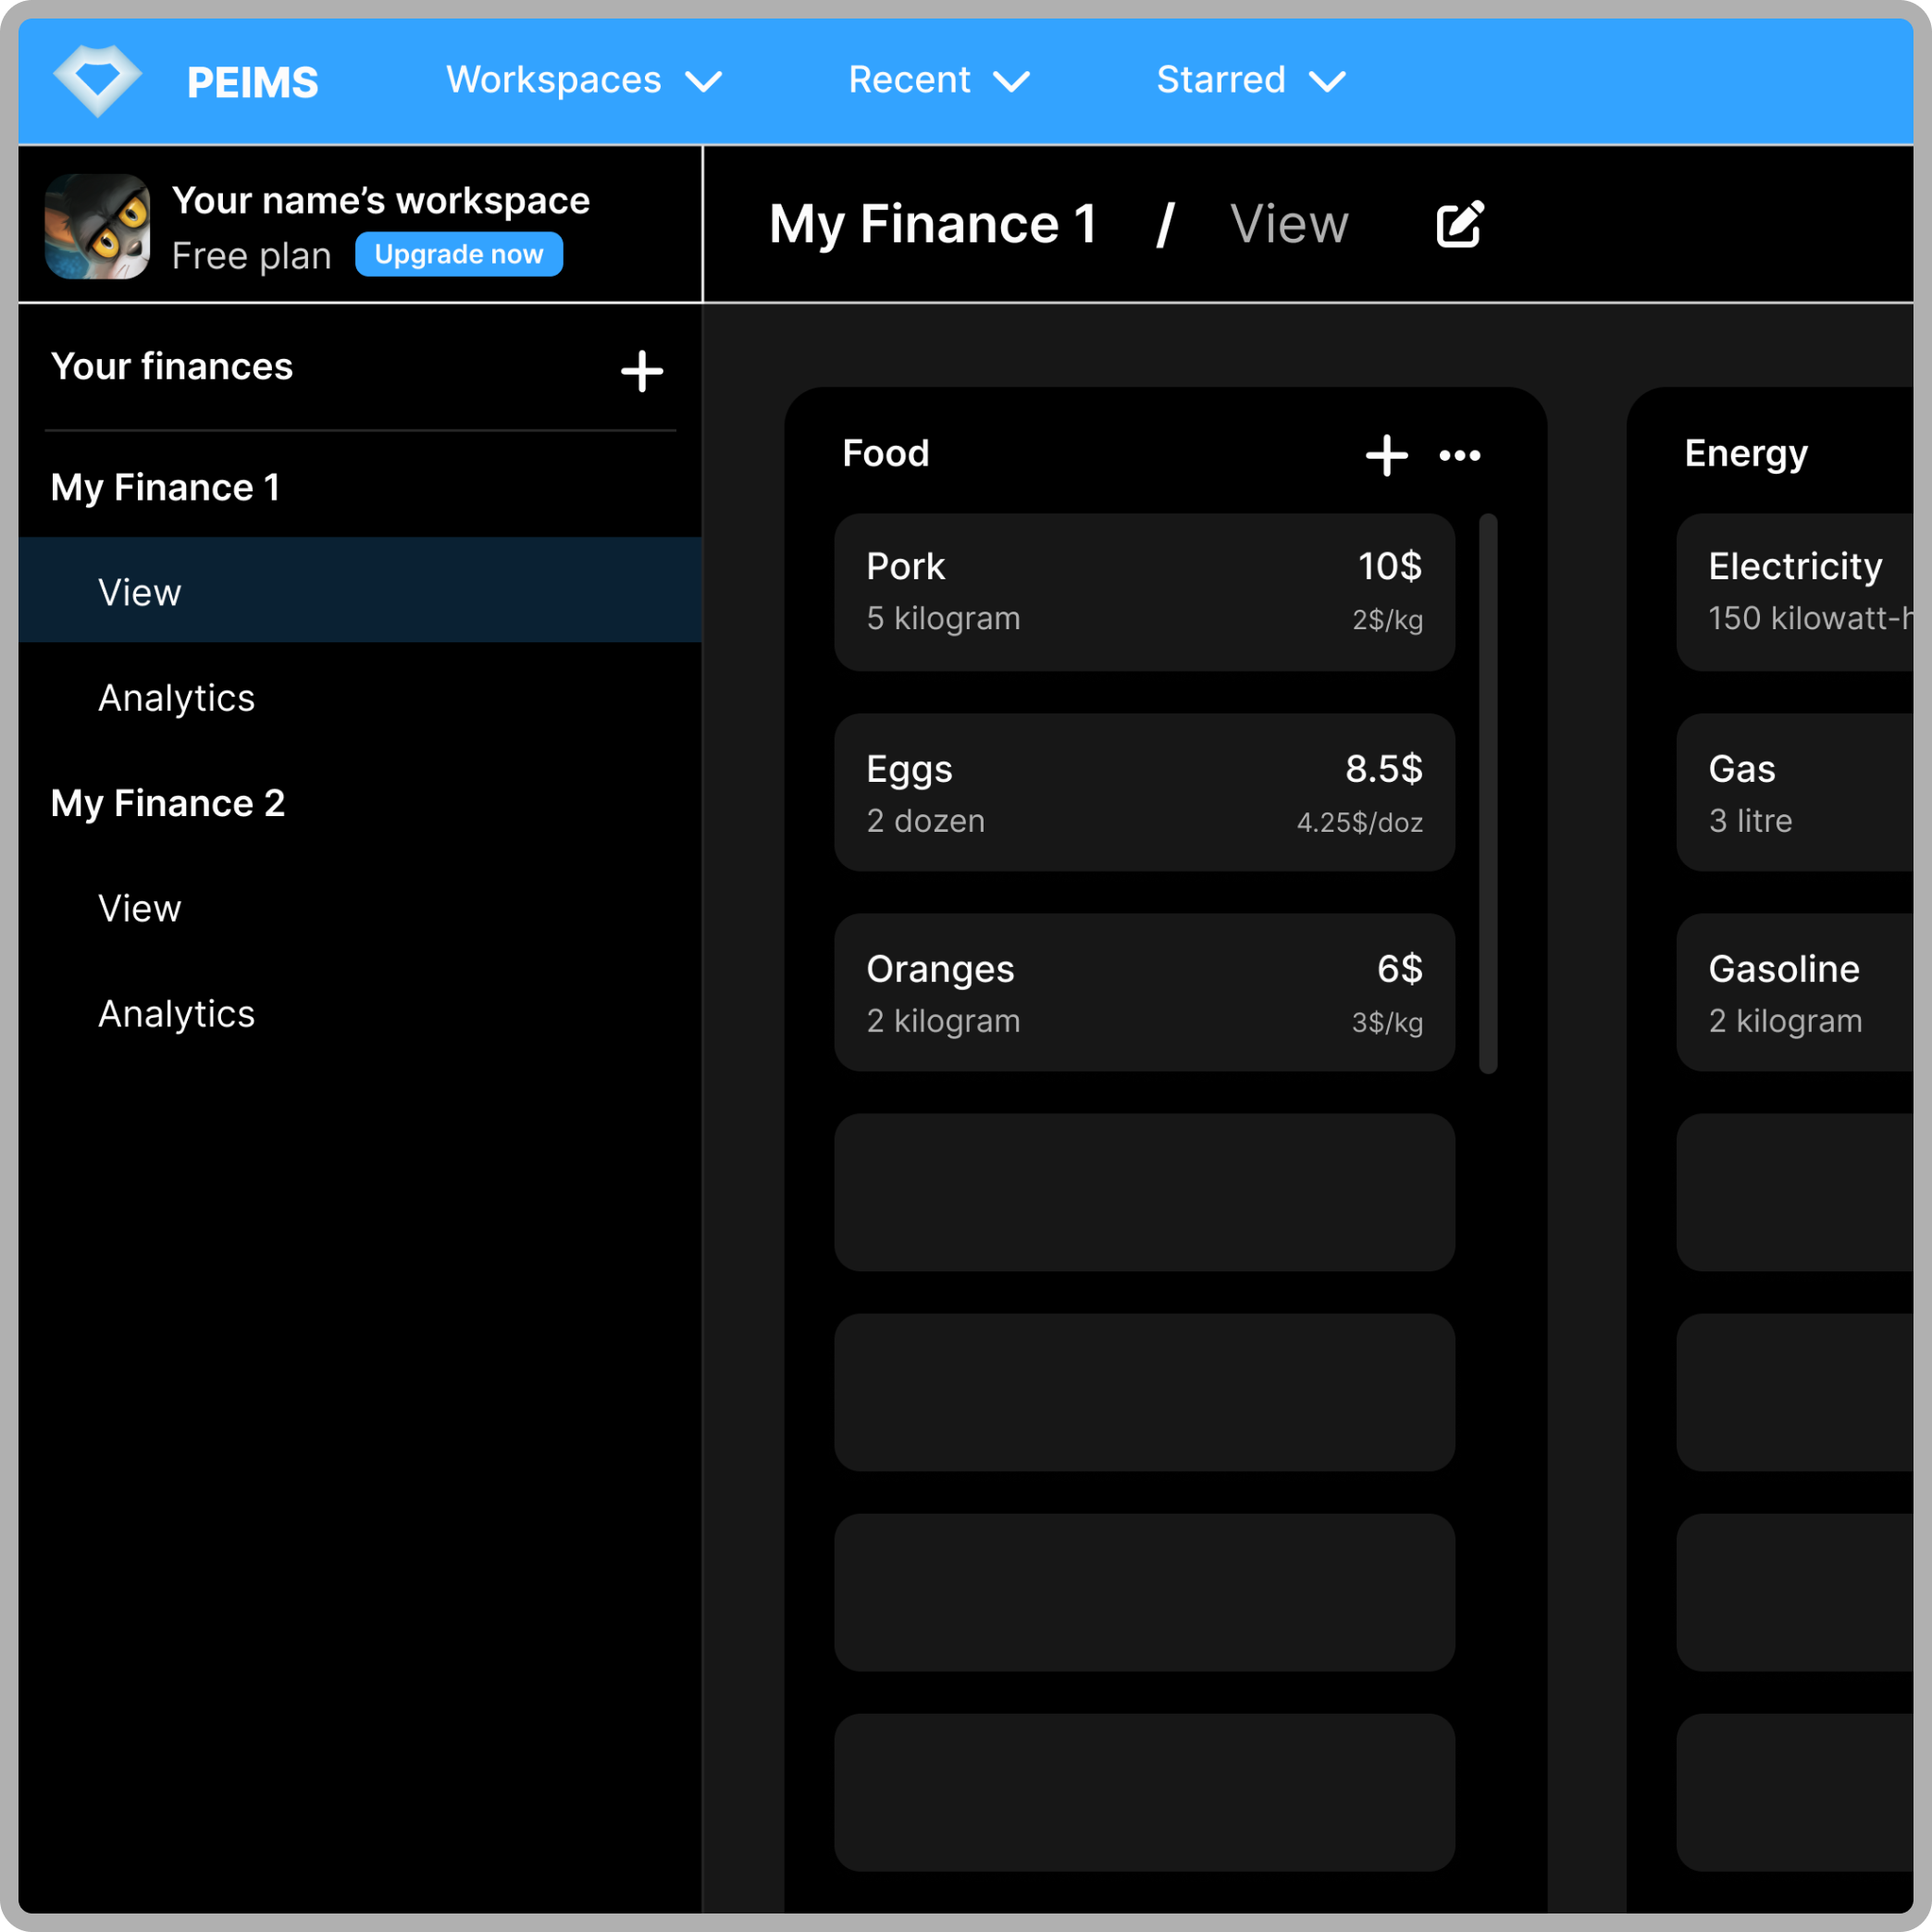 PEIMS Workspaces Recent Starred
Your name’s workspace
Free plan Upgrade now
My Finance 1 / View
Your finances
My Finance 1
View
Analytics
My Finance 2
View
Analytics
Food
Pork 10$
5 kilogram 2$/kg
Eggs 8.5$
2 dozen 4.25$/doz
Oranges 6$
2 kilogram 3$/kg
Energy
Electricity
150 kilowatt-h
Gas
3 litre
Gasoline
2 kilogram